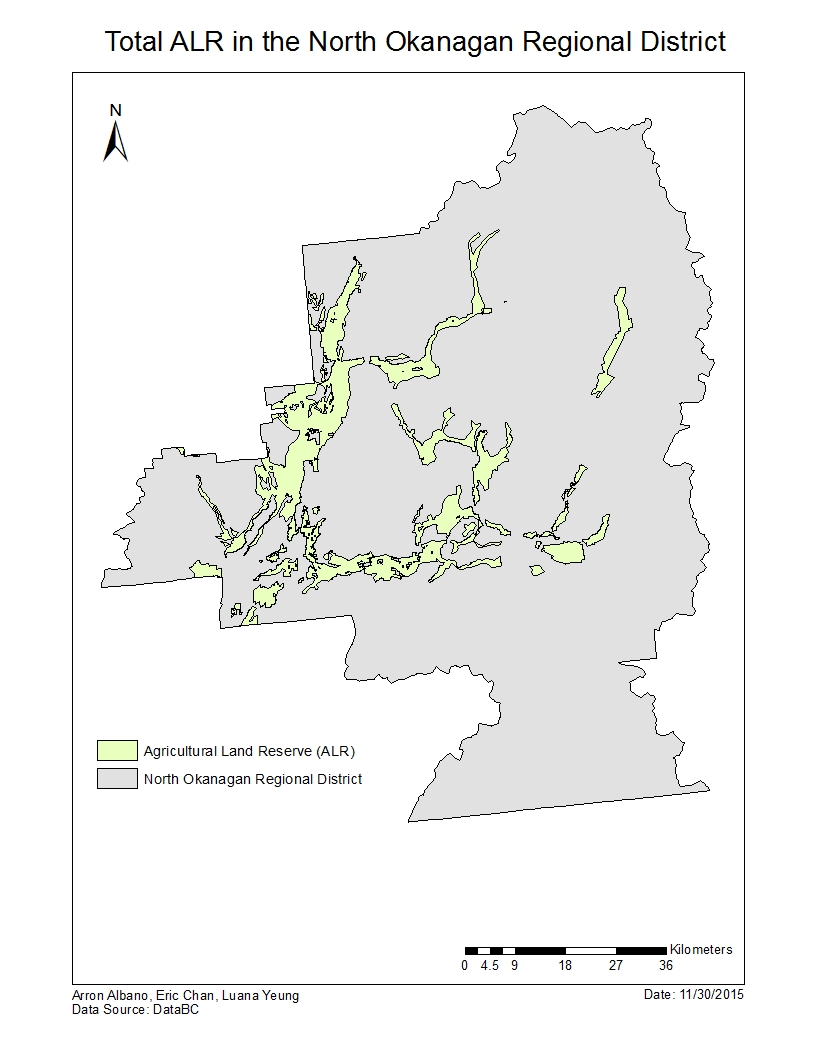 Total ALR in the North Okanagan Regional District
N
Agricultural Land Reserve (ALR)
North Okanagan Regional District
Kilometers
0 4.5 9 18 27 36
Arron Albano, Eric Chan, Luana Yeung
Date: 11/30/2015
Data Source: DataBC